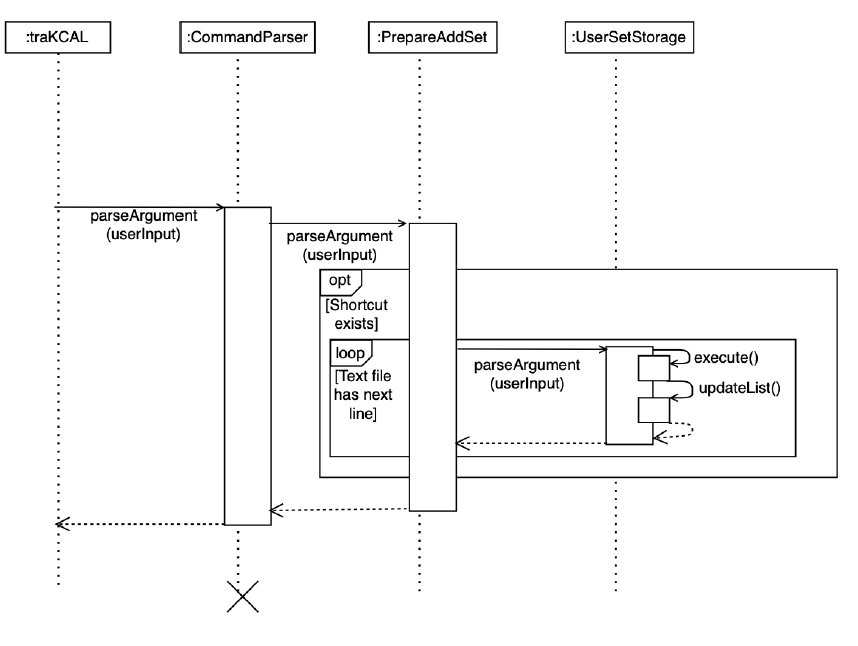 :traKCAL
:CommandParser
:PrepareAddSet
:UserSetStorage
parseArgument
(userInput)
parseArgument
(userInput)
opt
[Shortcut
exists]
loop
[Text file
has next
line]
parseArgument
(userInput)
execute()
updateList()